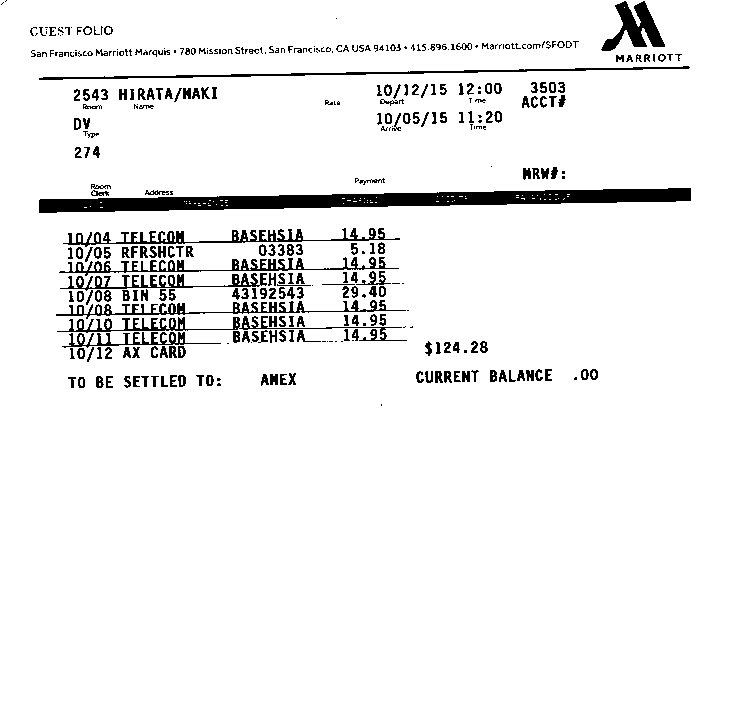 GUEST FOLIO
San Francisco Marriott Marquis • 780 Mission Street, San Francisco, CA USA 94103 • 415.896.1600 • Marriott.com/SFODT
MARRIOTT
2543 HIRATA/MAKI 10/12/15 12:00 3503
Room Name Rate Depart Time ACCT#
DV 10/05/15 11:20
Type Arrive Time
274
MRW#:
Room Clerk Address Payment
10/04 TELECOM BASEHSIA 14.95
10/05 RFRSHCTR 03383 5.18
10/06 TELECOM BASEHSIA 14.95
10/07 TELECOM BASEHSIA 14.95
10/08 BIN 55 43192543 29.40
10/08 TELECOM BASEHSIA 14.95
10/10 TELECOM BASEHSIA 14.95
10/11 TELECOM BASEHSIA 14.95
10/12 AX CARD $124.28
TO BE SETTLED TO: AMEX CURRENT BALANCE .00